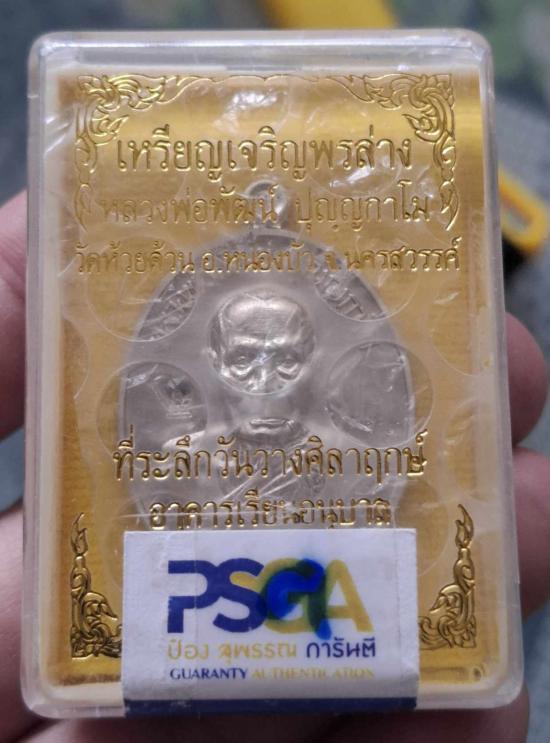 เหรียญเจริญพรล่าง
หลวงพ่อพัฒน์ ปุญฺญกาโม
วัดห้วยด้วน อ.หนองบัว จ.นครสวรรค์
ที่ระลึกวันวางศิลาฤกษ์
อาคารเรียนอนุบาล
PSGA
ป๋อง สุพรรณ การันตี
GUARANTY AUTHENTICATION